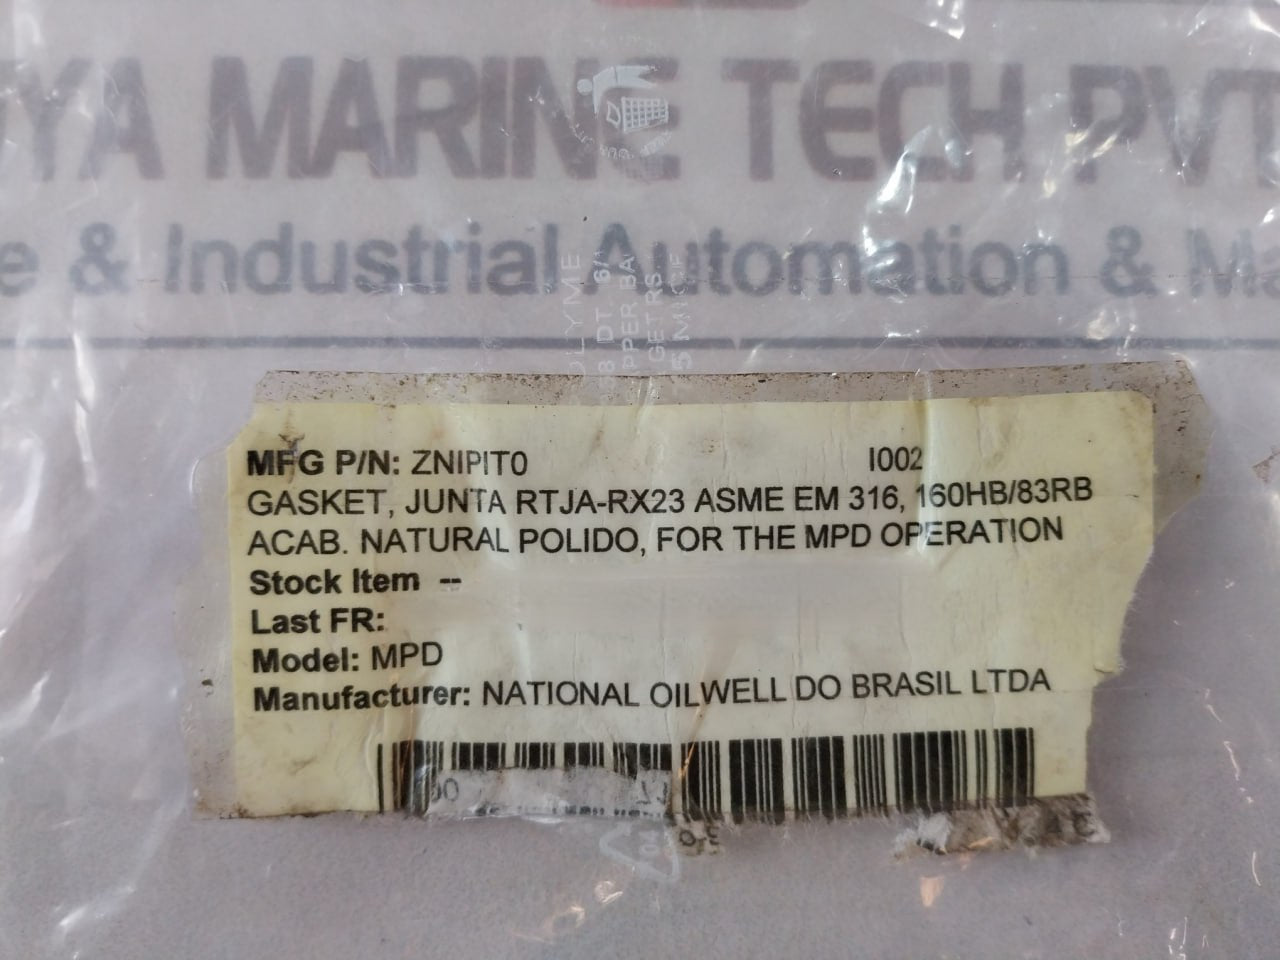 YA MARINE TECH PVT
e & Industrial Automation & Ma
MFG P/N: ZNIPIT0 I002
GASKET, JUNTA RTJA-RX23 ASME EM 316, 160HB/83RB
ACAB. NATURAL POLIDO, FOR THE MPD OPERATION
Stock Item --
Last FR:
Model: MPD
Manufacturer: NATIONAL OILWELL DO BRASIL LTDA